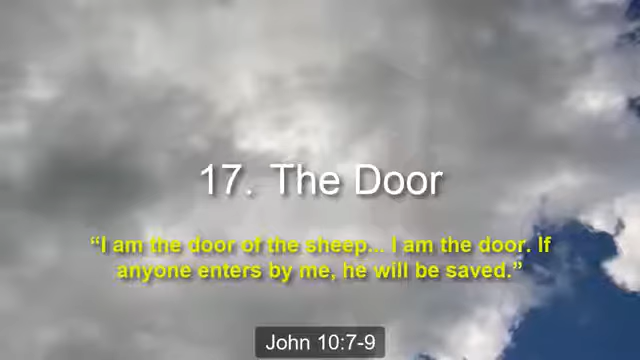 17. The Door
“I am the door of the sheep... I am the door. If
anyone enters by me, he will be saved.”
John 10:7-9